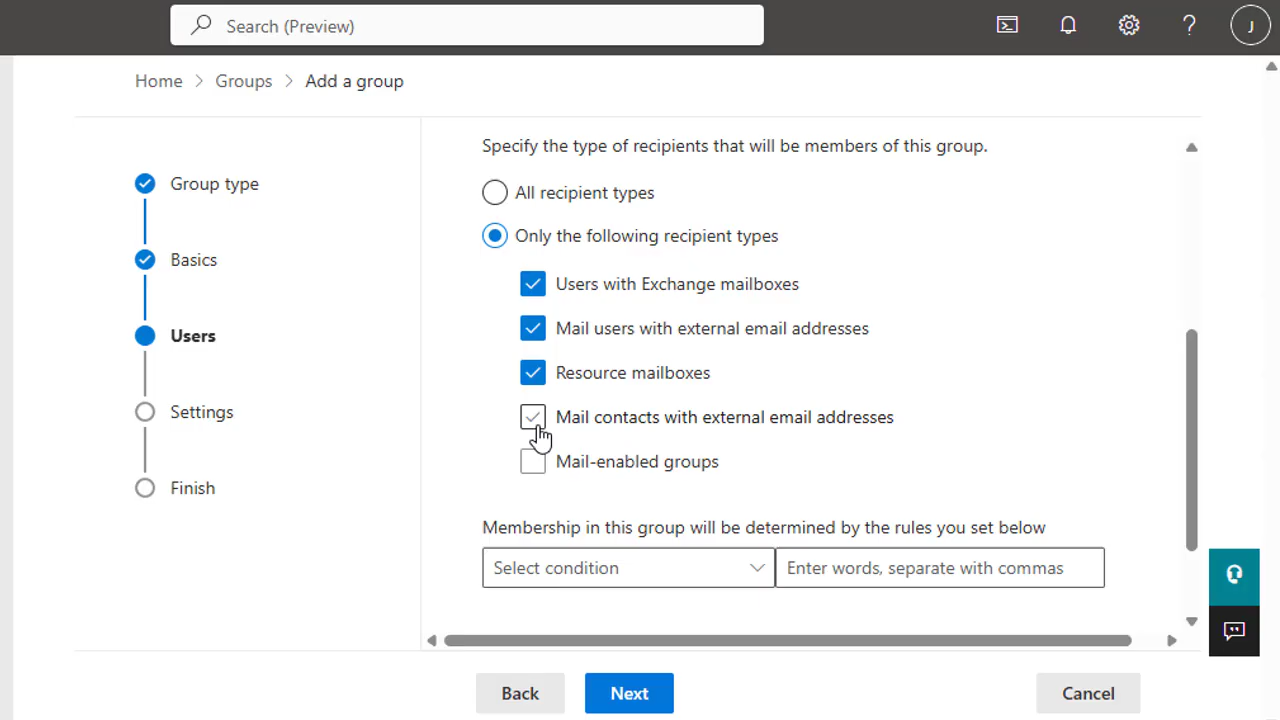 Search (Preview)
J
Home > Groups > Add a group
Group type
Basics
Users
Settings
Finish
Specify the type of recipients that will be members of this group.
All recipient types
Only the following recipient types
Users with Exchange mailboxes
Mail users with external email addresses
Resource mailboxes
Mail contacts with external email addresses
Mail-enabled groups
Membership in this group will be determined by the rules you set below
Select condition
Enter words, separate with commas
Back
Next
Cancel